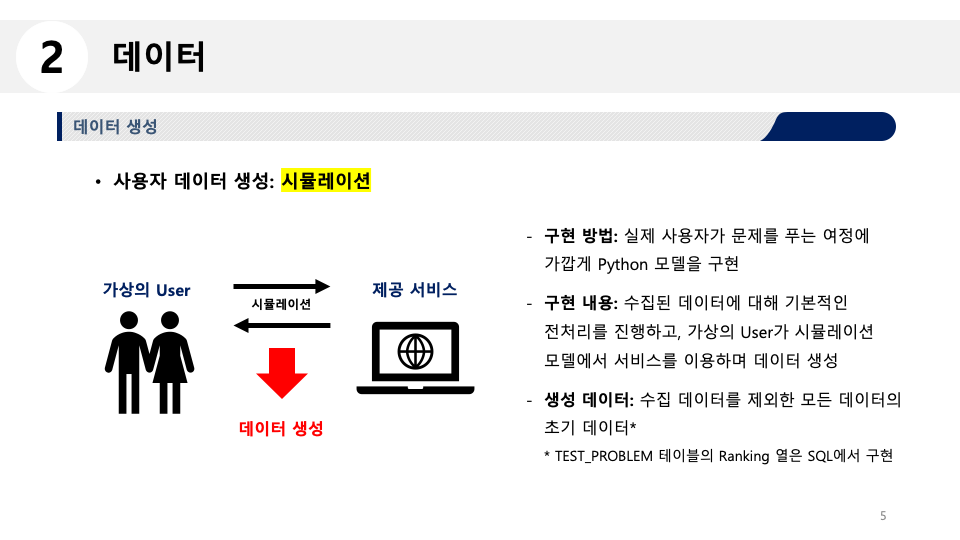 2 데이터
데이터 생성
• 사용자 데이터 생성: 시뮬레이션
가상의 User
시뮬레이션
제공 서비스
데이터 생성
- 구현 방법: 실제 사용자가 문제를 푸는 여정에
가깝게 Python 모델을 구현
- 구현 내용: 수집된 데이터에 대해 기본적인
전처리를 진행하고, 가상의 User가 시뮬레이션
모델에서 서비스를 이용하며 데이터 생성
- 생성 데이터: 수집 데이터를 제외한 모든 데이터의
초기 데이터*
* TEST_PROBLEM 테이블의 Ranking 열은 SQL에서 구현
5